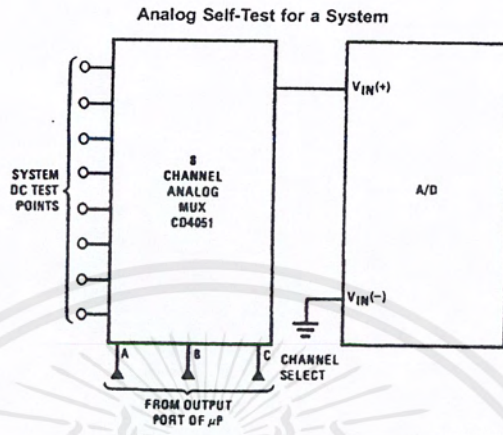 Analog Self-Test for a System
SYSTEM
DC TEST
POINTS
8
CHANNEL
ANALOG
MUX
CD4051
VIN(+)
A/D
VIN(−)
A
B
C
CHANNEL
SELECT
FROM OUTPUT
PORT OF µP